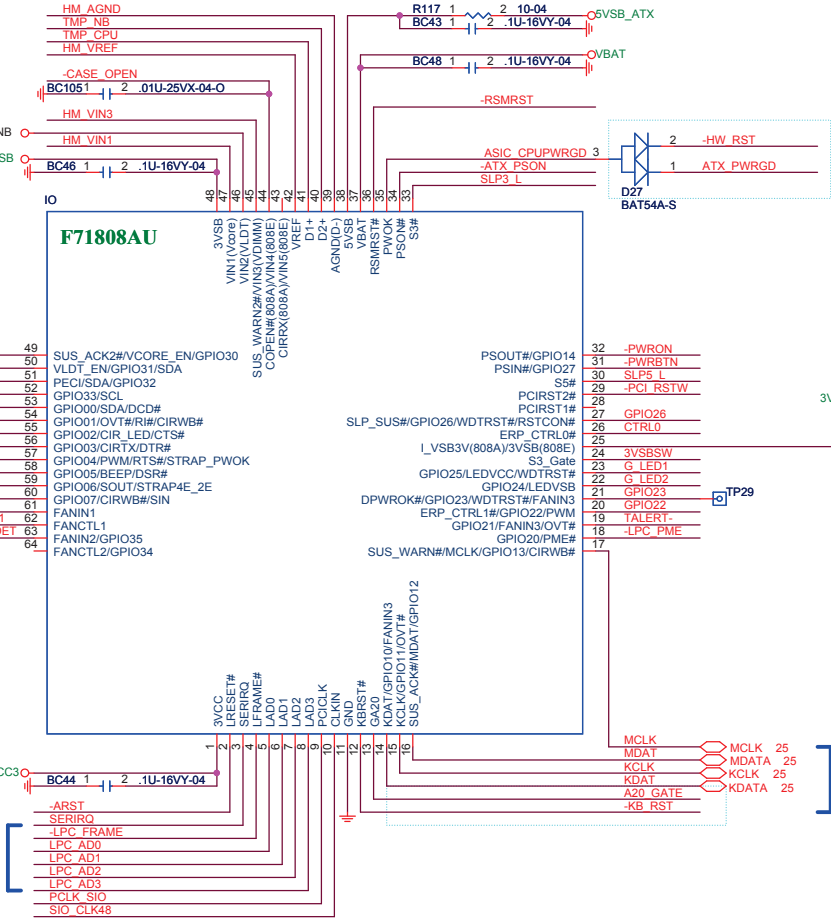 HM_AGND
TMP_NB
TMP_CPU
HM_VREF
R117 1 2 10-04
5VSB_ATX
BC43 1 2 .1U-16VY-04
VBAT
BC48 1 2 .1U-16VY-04
-CASE_OPEN
BC105 1 2 .01U-25VX-04-O
HM_VIN3
NB
HM_VIN1
SB
BC46 1 2 .1U-16VY-04
-RSMRST
ASIC_CPUPWRGD 3
-ATX_PSON
SLP3_L
2 -HW_RST
1 ATX_PWRGD
D27
BAT54A-S
IO
F71808AU
48 3VSB
47 VIN1(Vcore)
46 VIN2(VLDT)
45 SUS_WARN2#/VIN3(VDIMM)
44 COPEN#(808A)/VIN4(808E)
43 CIRRX(808A)/VIN5(808E)
42 VREF
41 D1+
40 D2+
39 AGND(D-)
38 5VSB
37 VBAT
36 RSMRST#
35 PWOK
34 PSON#
33 S3#
49 SUS_ACK2#/VCORE_EN/GPIO30
50 VLDT_EN/GPIO31/SDA
51 PECI/SDA/GPIO32
52 GPIO33/SCL
53 GPIO00/SDA/DCD#
54 GPIO01/OVT#/RI#/CIRWB#
55 GPIO02/CIR_LED/CTS#
56 GPIO03/CIRTX/DTR#
57 GPIO04/PWM/RTS#/STRAP_PWOK
58 GPIO05/BEEP/DSR#
59 GPIO06/SOUT/STRAP4E_2E
60 GPIO07/CIRWB#/SIN
61 FANIN1
1 62 FANCTL1
DET 63 FANIN2/GPIO35
64 FANCTL2/GPIO34
PSOUT#/GPIO14 32 -PWRON
PSIN#/GPIO27 31 -PWRBTN
S5# 30 SLP5_L
PCIRST2# 29 -PCI_RSTW
PCIRST1# 28
SLP_SUS#/GPIO26/WDTRST#/RSTCON# 27 GPIO26
ERP_CTRL0# 26 CTRL0
I_VSB3V(808A)/3VSB(808E) 25
3V
S3_Gate 24 3VSBSW
GPIO25/LEDVCC/WDTRST# 23 G_LED1
GPIO24/LEDVSB 22 G_LED2
DPWROK#/GPIO23/WDTRST#/FANIN3 21 GPIO23
TP29
ERP_CTRL1#/GPIO22/PWM 20 GPIO22
GPIO21/FANIN3/OVT# 19 TALERT-
GPIO20/PME# 18 -LPC_PME
SUS_WARN#/MCLK/GPIO13/CIRWB# 17
3VCC 1
LRESET# 2
SERIRQ 3
LFRAME# 4
LAD0 5
LAD1 6
LAD2 7
LAD3 8
PCICLK 9
CLKIN 10
GND 11
KBRST# 12
GA20 13
KDAT/GPIO10/FANIN3 14
KCLK/GPIO11/OVT# 15
SUS_ACK#/MDAT/GPIO12 16
CC3
BC44 1 2 .1U-16VY-04
-ARST
SERIRQ
-LPC_FRAME
LPC_AD0
LPC_AD1
LPC_AD2
LPC_AD3
PCLK_SIO
SIO_CLK48
MCLK MCLK 25
MDAT MDATA 25
KCLK KCLK 25
KDAT KDATA 25
A20_GATE
-KB_RST